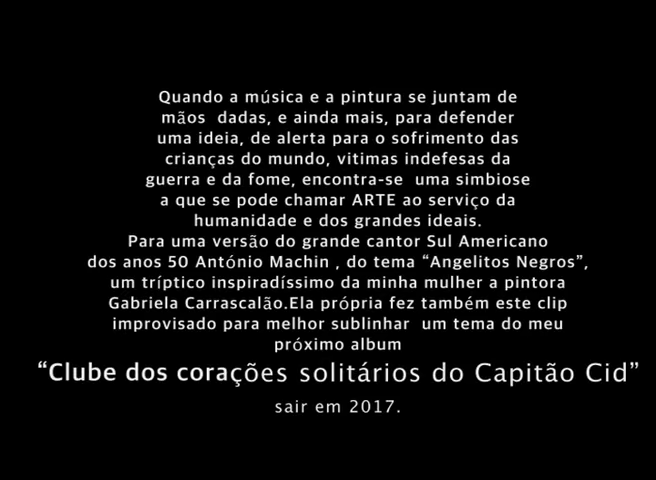 Quando a música e a pintura se juntam de
mãos dadas, e ainda mais, para defender
uma ideia, de alerta para o sofrimento das
crianças do mundo, vitimas indefesas da
guerra e da fome, encontra-se uma simbiose
a que se pode chamar ARTE ao serviço da
humanidade e dos grandes ideais.
Para uma versão do grande cantor Sul Americano
dos anos 50 António Machin , do tema “Angelitos Negros”,
um tríptico inspiradíssimo da minha mulher a pintora
Gabriela Carrascalão.Ela própria fez também este clip
improvisado para melhor sublinhar um tema do meu
próximo album
“Clube dos corações solitários do Capitão Cid”
sair em 2017.